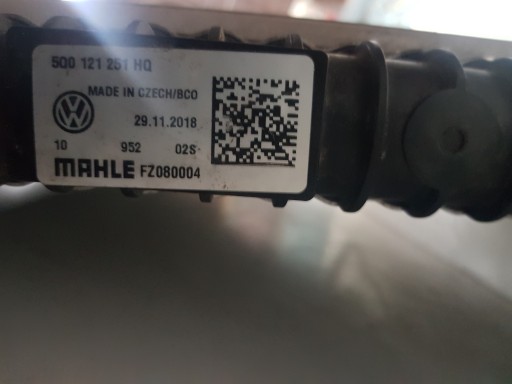 5Q0 121 251 HQ
MADE IN CZECH/BCO
29.11.2018
10 952 02S
MAHLE FZ080004